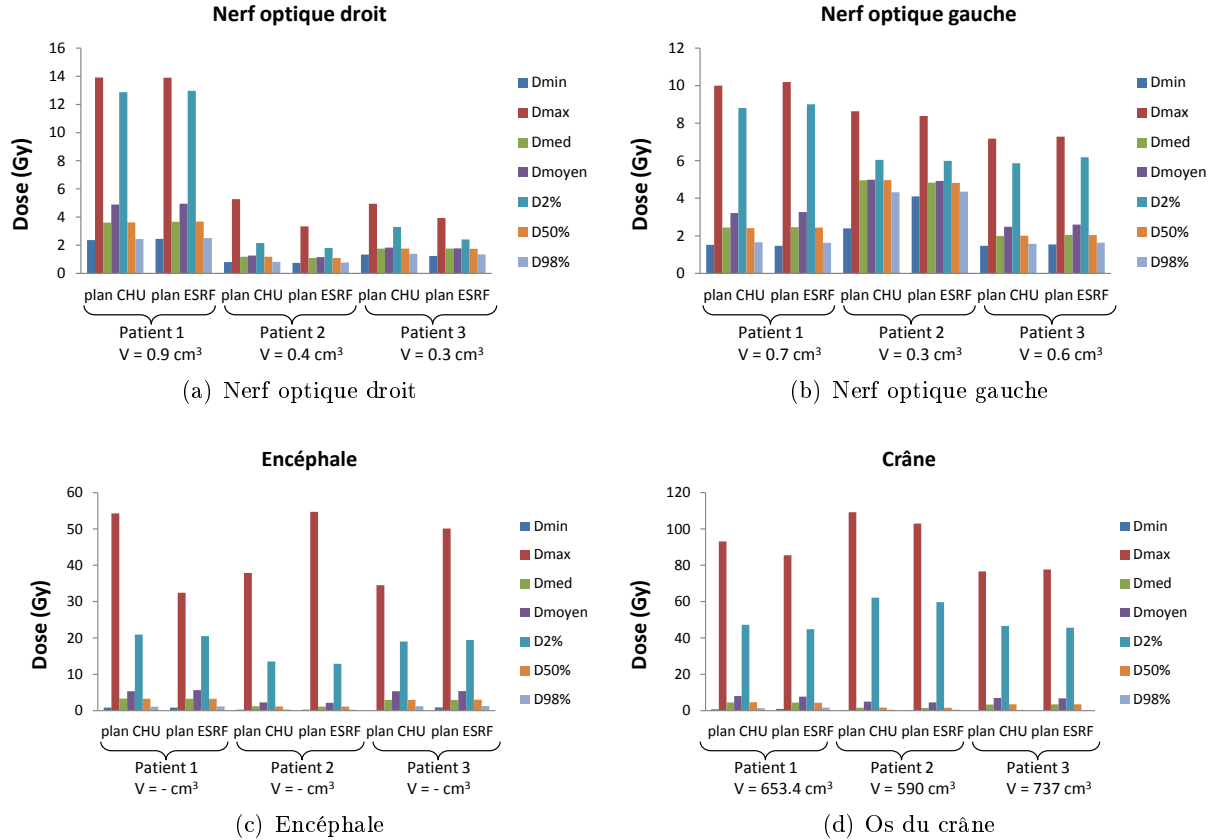 Nerf optique droit
16
14
12
10
8
6
4
2
0
Dose (Gy)
Dmin
Dmax
Dmed
Dmoyen
D2%
D50%
D98%
plan CHU plan ESRF plan CHU plan ESRF plan CHU plan ESRF
Patient 1 Patient 2 Patient 3
V = 0.9 cm³ V = 0.4 cm³ V = 0.3 cm³
(a) Nerf optique droit
Nerf optique gauche
12
10
8
6
4
2
0
Dose (Gy)
Dmin
Dmax
Dmed
Dmoyen
D2%
D50%
D98%
plan CHU plan ESRF plan CHU plan ESRF plan CHU plan ESRF
Patient 1 Patient 2 Patient 3
V = 0.7 cm³ V = 0.3 cm³ V = 0.6 cm³
(b) Nerf optique gauche
Encéphale
60
50
40
30
20
10
0
Dose (Gy)
Dmin
Dmax
Dmed
Dmoyen
D2%
D50%
D98%
plan CHU plan ESRF plan CHU plan ESRF plan CHU plan ESRF
Patient 1 Patient 2 Patient 3
V = - cm³ V = - cm³ V = - cm³
(c) Encéphale
Crâne
120
100
80
60
40
20
0
Dose (Gy)
Dmin
Dmax
Dmed
Dmoyen
D2%
D50%
D98%
plan CHU plan ESRF plan CHU plan ESRF plan CHU plan ESRF
Patient 1 Patient 2 Patient 3
V = 653.4 cm³ V = 590 cm³ V = 737 cm³
(d) Os du crâne